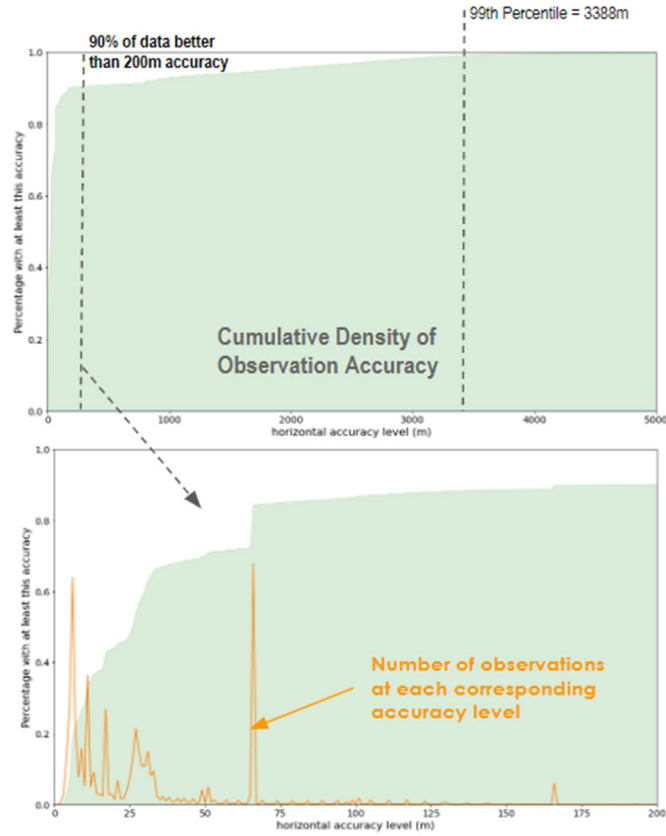 99th Percentile = 3388m
90% of data better
than 200m accuracy
1.0
0.8
0.6
0.4
0.2
0.0
Percentage with at least this accuracy
Cumulative Density of
Observation Accuracy
0 1000 2000 3000 4000 5000
horizontal accuracy level (m)
1.0
0.8
0.6
0.4
0.2
0.0
Percentage with at least this accuracy
Number of observations
at each corresponding
accuracy level
0 25 50 75 100 125 150 175 200
horizontal accuracy level (m)